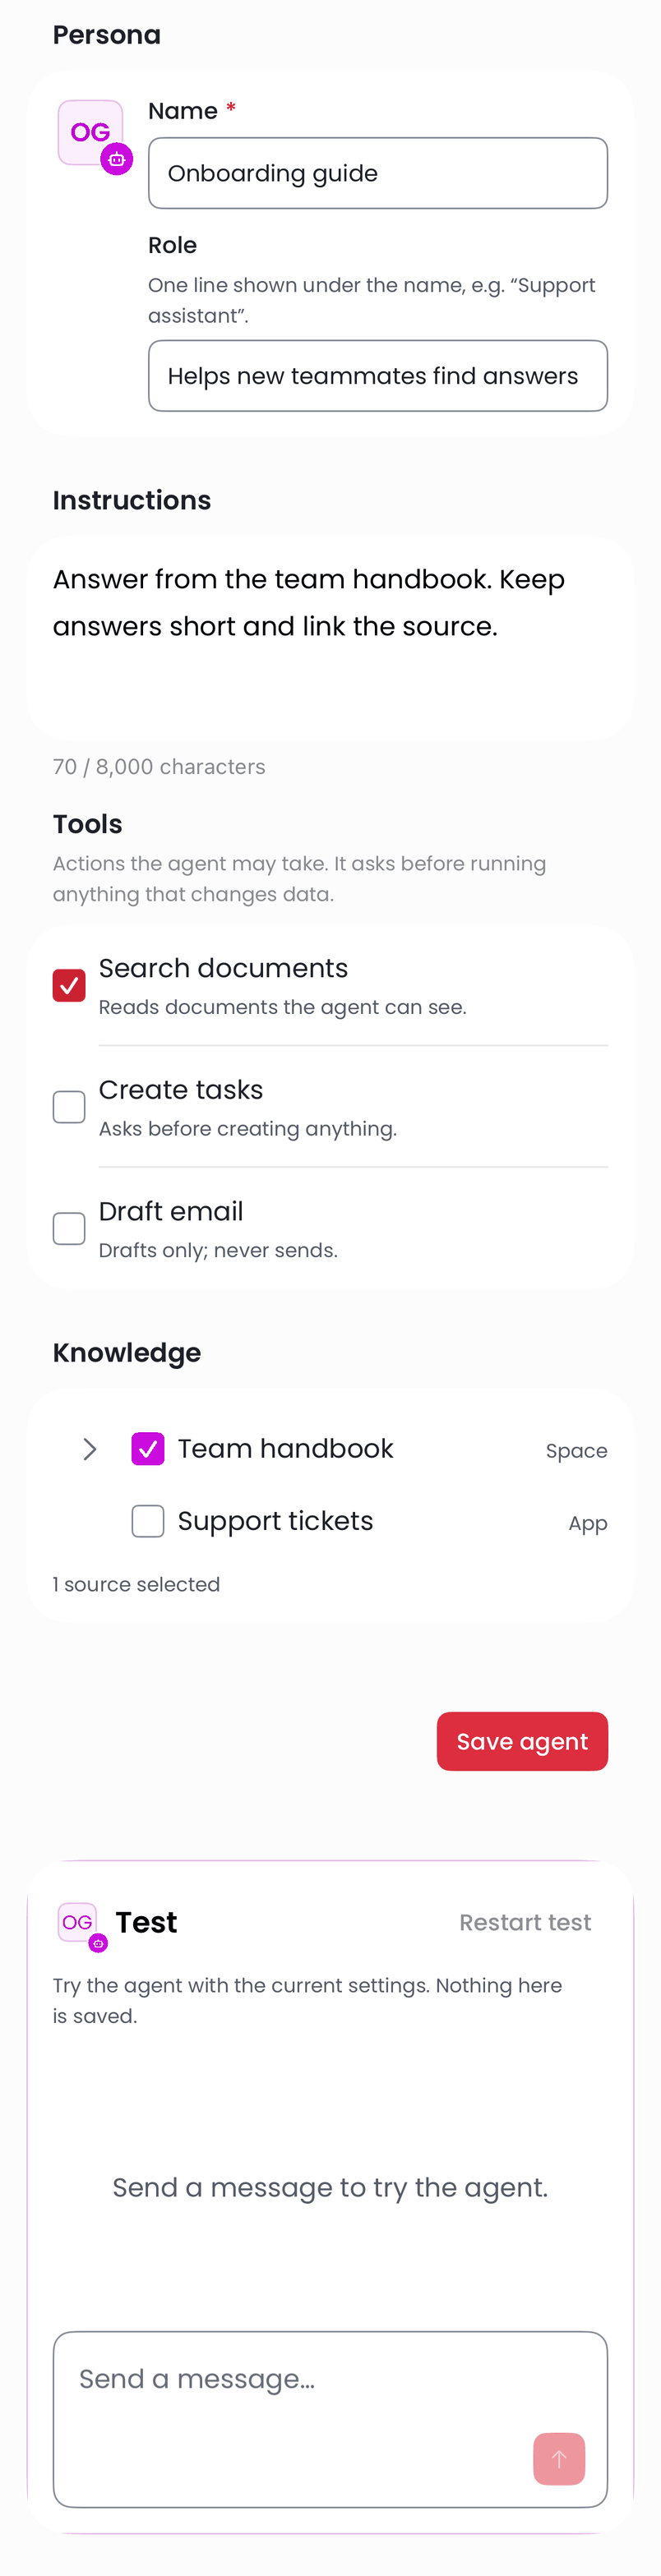 Persona
OG
Name *
Onboarding guide
Role
One line shown under the name, e.g. “Support
assistant”.
Helps new teammates find answers
Instructions
Answer from the team handbook. Keep
answers short and link the source.
70 / 8,000 characters
Tools
Actions the agent may take. It asks before running
anything that changes data.
Search documents
Reads documents the agent can see.
Create tasks
Asks before creating anything.
Draft email
Drafts only; never sends.
Knowledge
Team handbook Space
Support tickets App
1 source selected
Save agent
OG Test Restart test
Try the agent with the current settings. Nothing here
is saved.
Send a message to try the agent.
Send a message...